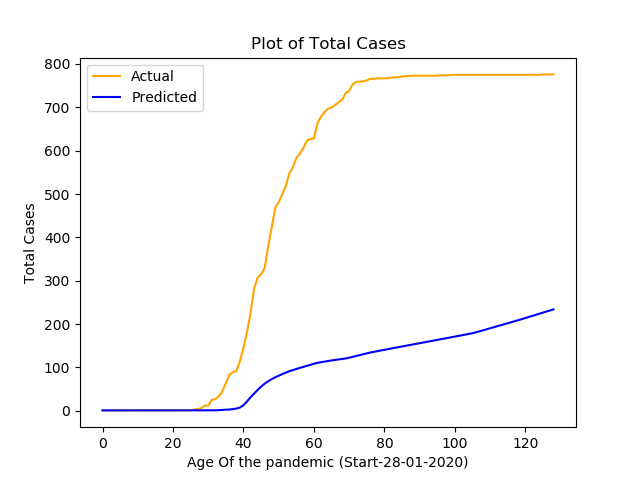 Plot of Total Cases
Actual
Predicted
Total Cases
800
700
600
500
400
300
200
100
0
0 20 40 60 80 100 120
Age Of the pandemic (Start-28-01-2020)